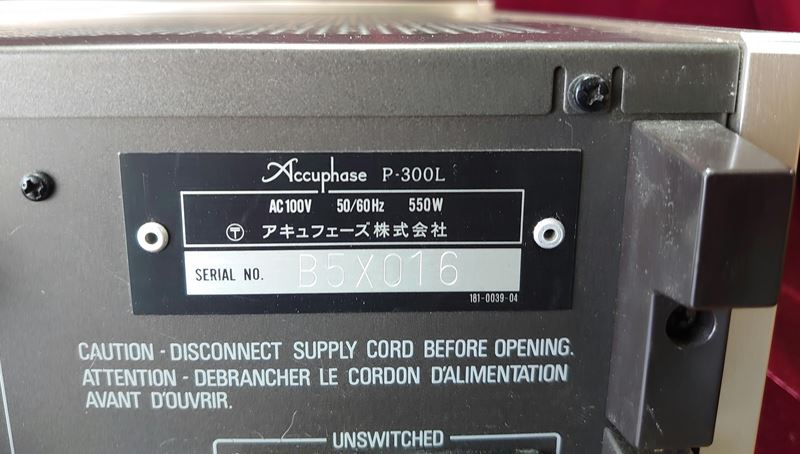 Accuphase P-300L
AC100V 50/60Hz 550W
〒 アキュフェーズ株式会社
SERIAL NO. B5X016
181-0039-04
CAUTION - DISCONNECT SUPPLY CORD BEFORE OPENING.
ATTENTION - DEBRANCHER LE CORDON D'ALIMENTATION
AVANT D'OUVRIR.
UNSWITCHED